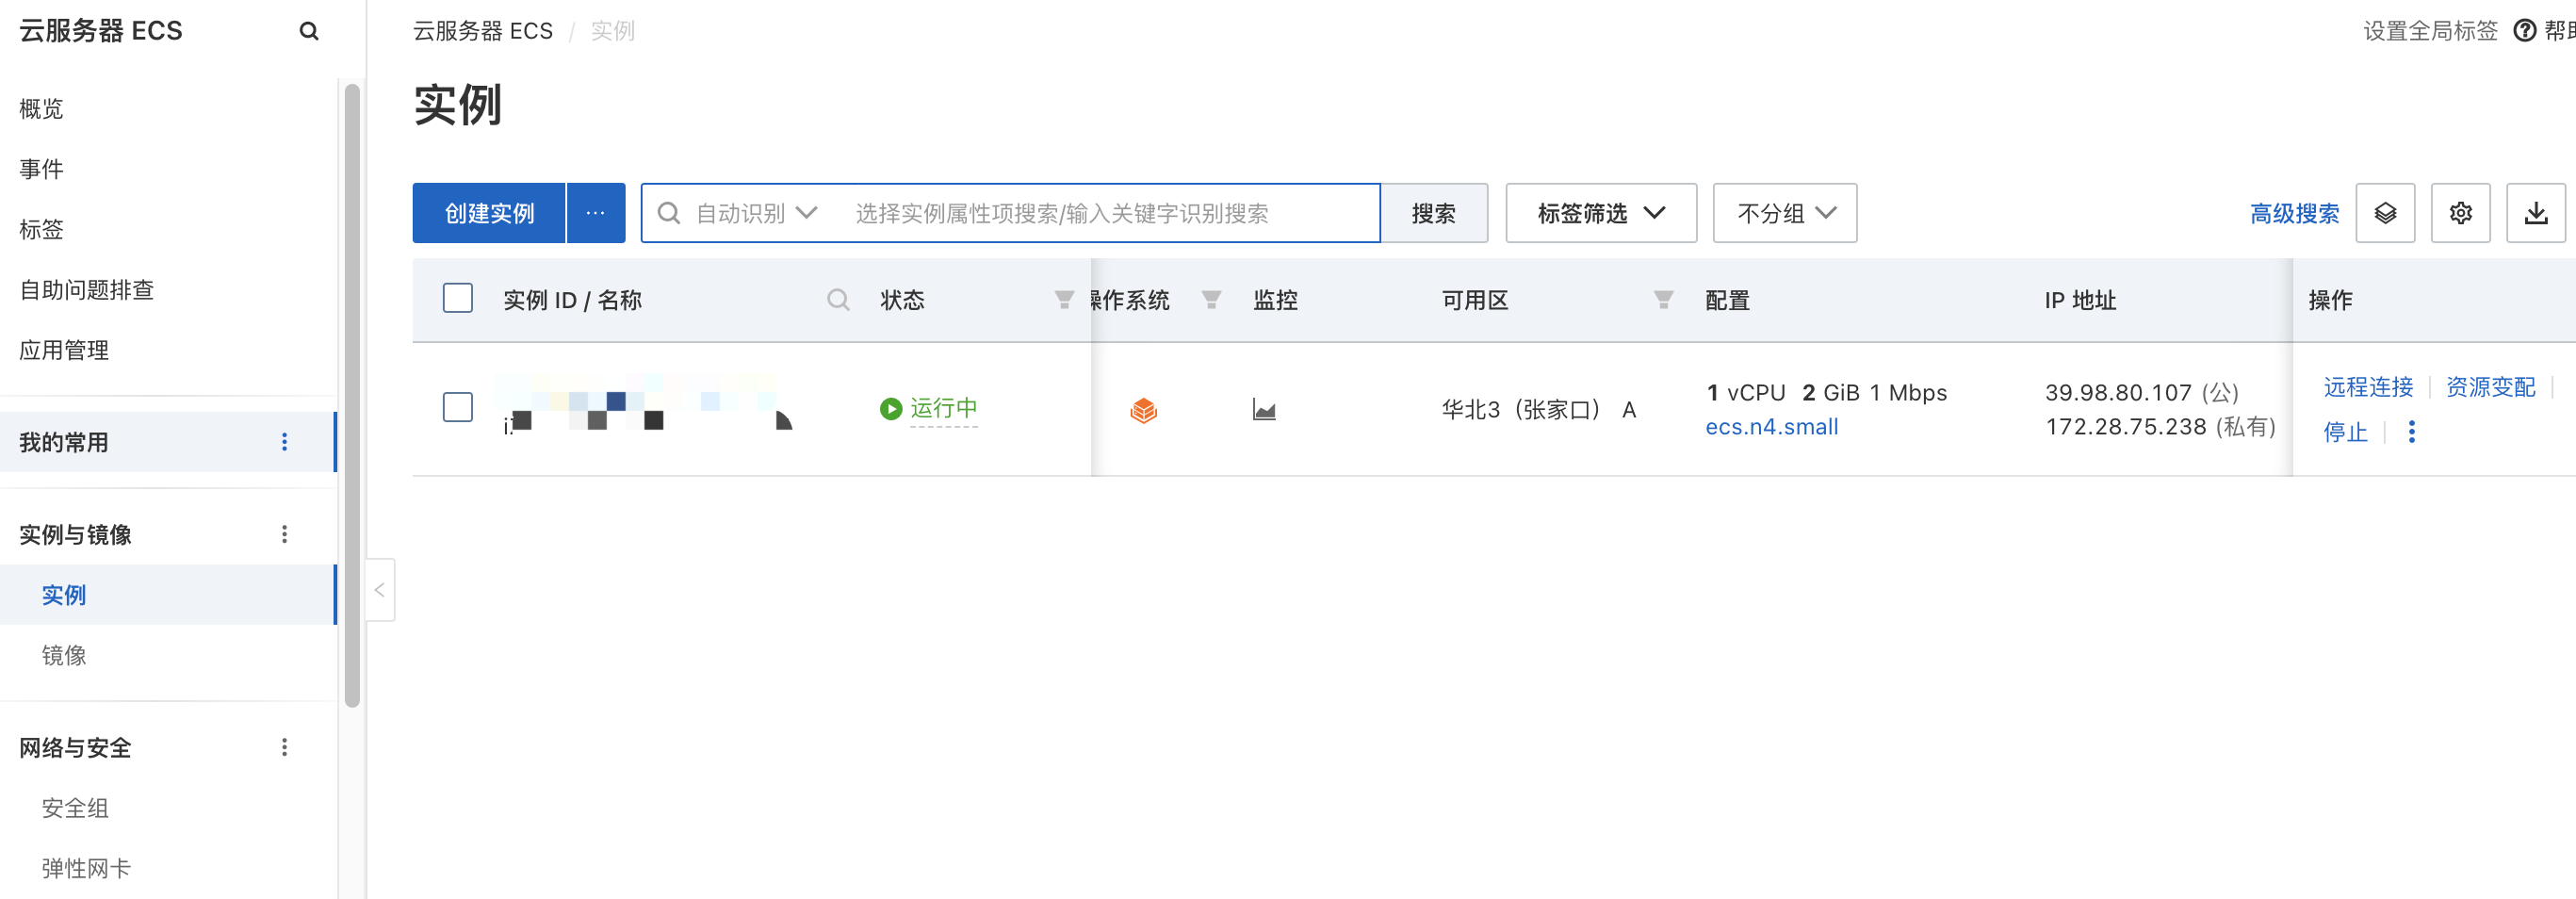 云服务器 ECS
概览
事件
标签
自助问题排查
应用管理
我的常用
实例与镜像
实例
镜像
网络与安全
安全组
弹性网卡
云服务器 ECS / 实例
设置全局标签
实例
创建实例 ... 自动识别 选择实例属性项搜索/输入关键字识别搜索 搜索 标签筛选 不分组 高级搜索
实例 ID / 名称 状态 操作系统 监控 可用区 配置 IP 地址 操作
运行中 华北3（张家口） A
1 vCPU 2 GiB 1 Mbps
ecs.n4.small
39.98.80.107 (公)
172.28.75.238 (私有)
远程连接 资源变配
停止